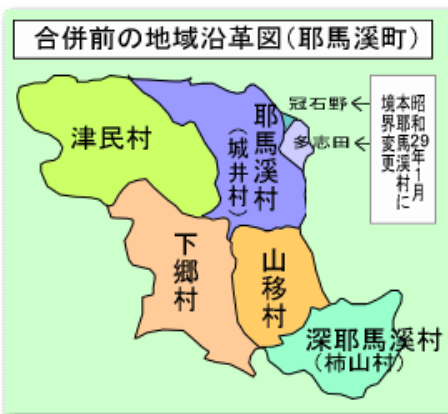 合併前の地域沿革図(耶馬溪町)
津民村
耶馬溪村
(城井村)
冠石野
多志田
昭和29年1月
本耶馬溪村に
境界変更
下郷村
山移村
深耶馬溪村
(柿山村)